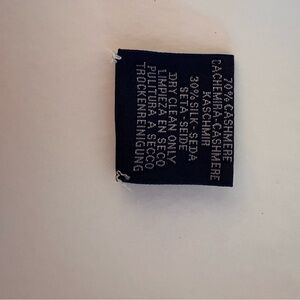 70% CASHMERE
CACHEMIRA-CASHMERE
KASCHMIR
30% SILK-SEDA
SETA-SEIDE
DRY CLEAN ONLY
LIMPIEZA EN SECO
PULITURA A SECCO
TROCKENREINIGUNG